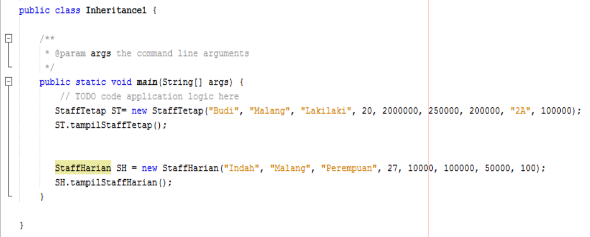 public class Inheritance1 {
/**
* @param args the command line arguments
*/
public static void main(String[] args) {
// TODO code application logic here
StaffTetap ST= new StaffTetap("Budi", "Malang", "Lakilaki", 20, 2000000, 250000, 200000, "2A", 100000);
ST.tampilStaffTetap();
StaffHarian SH = new StaffHarian("Indah", "Malang", "Perempuan", 27, 10000, 100000, 50000, 100);
SH.tampilStaffHarian();
}
}